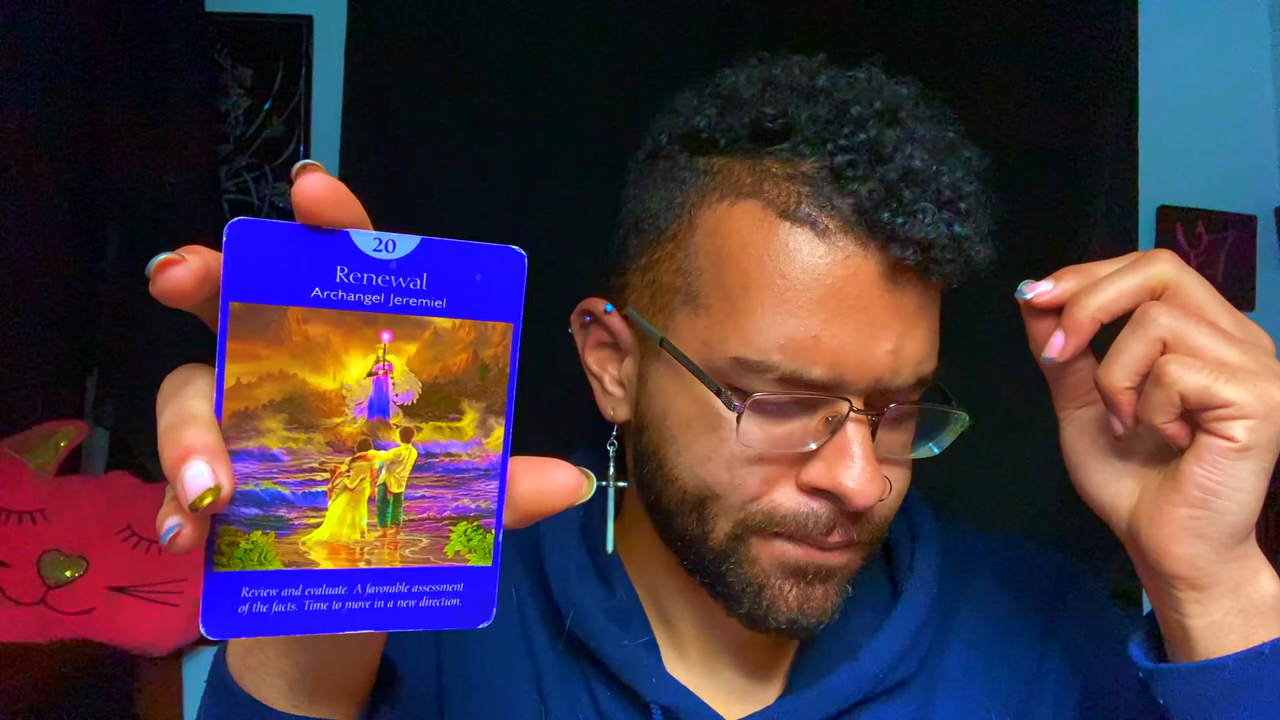 20
Renewal
Archangel Jeremiel
Review and evaluate. A favorable assessment
of the facts. Time to move in a new direction.